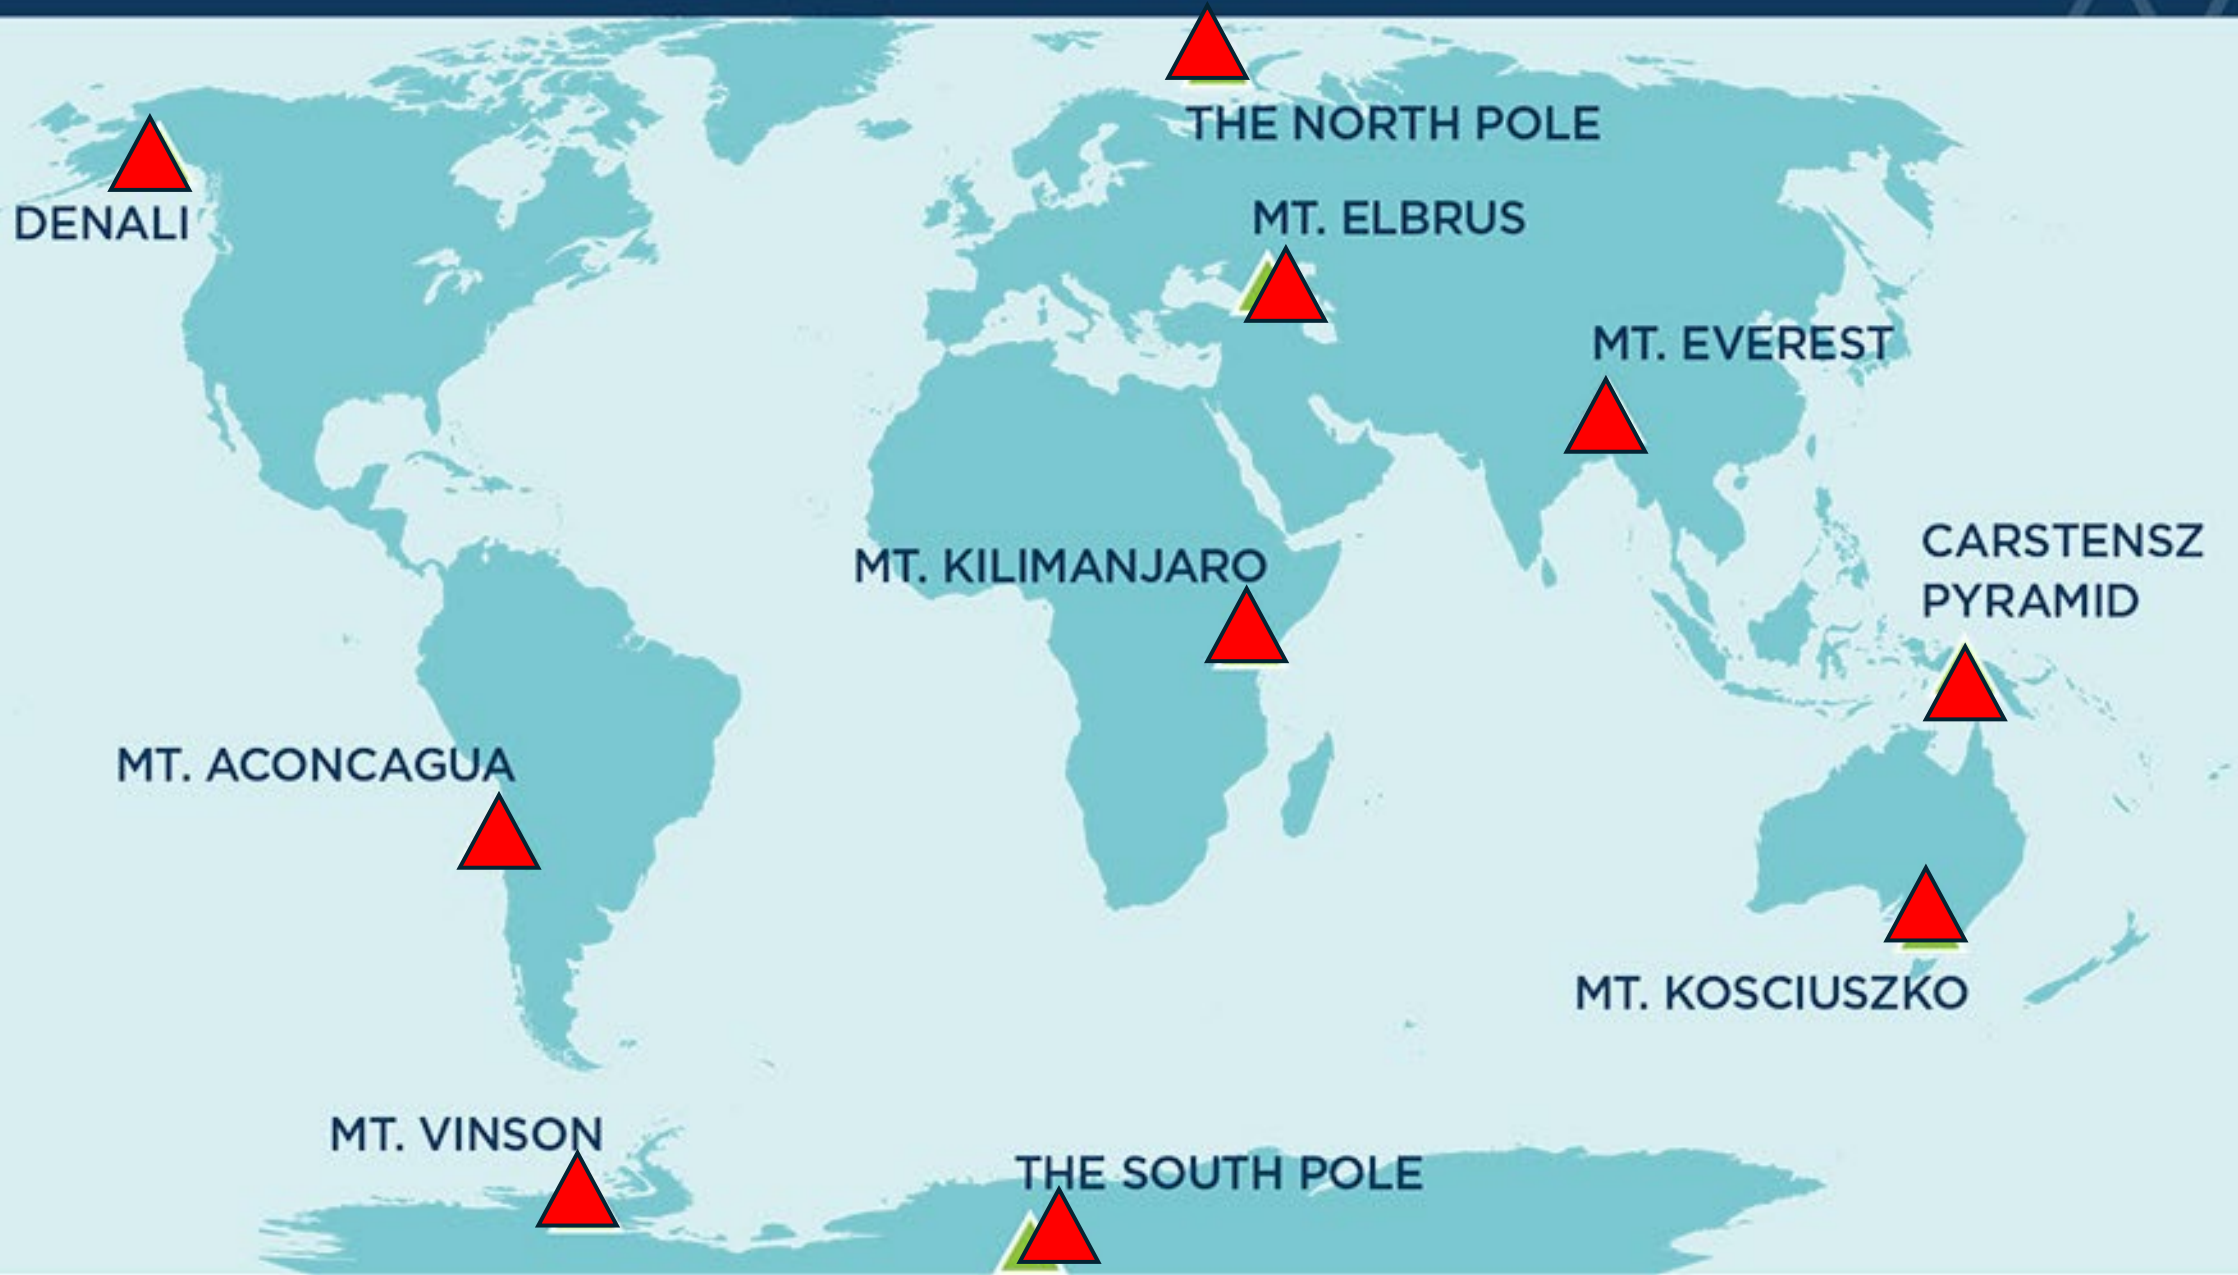 THE NORTH POLE
DENALI
MT. ELBRUS
MT. EVEREST
CARSTENSZ
PYRAMID
MT. KILIMANJARO
MT. ACONCAGUA
MT. KOSCIUSZKO
MT. VINSON
THE SOUTH POLE